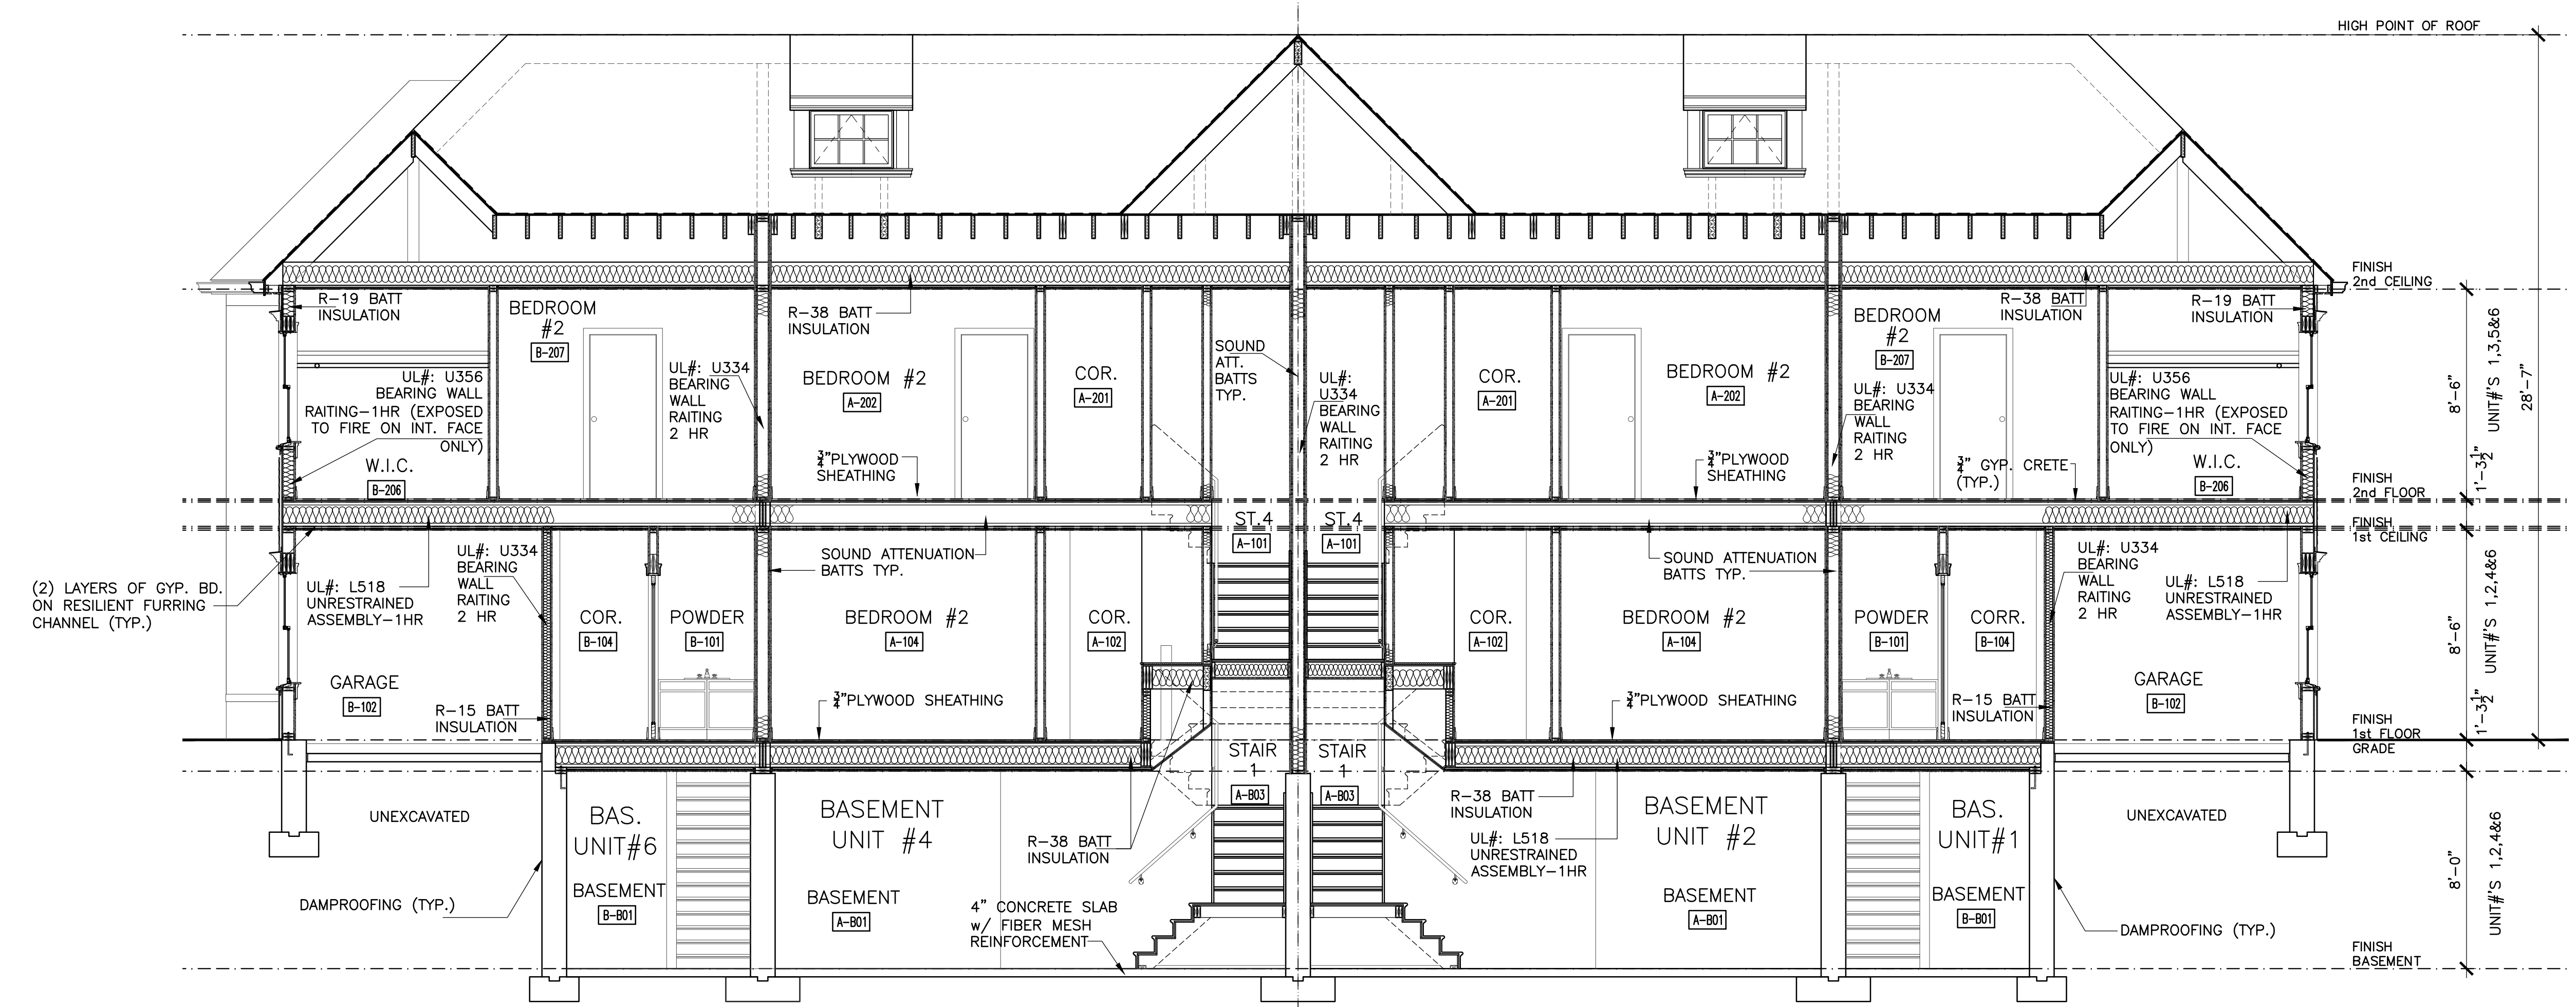 HIGH POINT OF ROOF
FINISH
2nd CEILING
R-19 BATT
INSULATION
BEDROOM
#2
B-207
R-38 BATT
INSULATION
SOUND
ATT.
BATTS
TYP.
UL#: U356
BEARING WALL
RAITING-1HR (EXPOSED
TO FIRE ON INT. FACE
ONLY)
W.I.C.
B-206
UL#: U334
BEARING
WALL
RAITING
2 HR
BEDROOM #2
A-202
COR.
A-201
3/4"PLYWOOD
SHEATHING
UL#:
U334
BEARING
WALL
RAITING
2 HR
COR.
A-201
BEDROOM #2
A-202
3/4"PLYWOOD
SHEATHING
BEDROOM
#2
B-207
UL#: U334
BEARING
WALL
RAITING
2 HR
R-38 BATT
INSULATION
R-19 BATT
INSULATION
UL#: U356
BEARING WALL
RAITING-1HR (EXPOSED
TO FIRE ON INT. FACE
ONLY)
W.I.C.
B-206
3/4" GYP. CRETE
(TYP.)
8'-6"
UNIT#'S 1,3,5&6
28'-7"
1'-3 1/2"
FINISH
2nd FLOOR
FINISH
1st CEILING
(2) LAYERS OF GYP. BD.
ON RESILIENT FURRING
CHANNEL (TYP.)
UL#: L518
UNRESTRAINED
ASSEMBLY-1HR
UL#: U334
BEARING
WALL
RAITING
2 HR
GARAGE
B-102
R-15 BATT
INSULATION
COR.
B-104
POWDER
B-101
SOUND ATTENUATION
BATTS TYP.
BEDROOM #2
A-104
COR.
A-102
3/4"PLYWOOD SHEATHING
ST.4
A-101
ST.4
A-101
COR.
A-102
SOUND ATTENUATION
BATTS TYP.
BEDROOM #2
A-104
3/4"PLYWOOD SHEATHING
POWDER
B-101
CORR.
B-104
R-15 BATT
INSULATION
UL#: U334
BEARING
WALL
RAITING
2 HR
UL#: L518
UNRESTRAINED
ASSEMBLY-1HR
GARAGE
B-102
8'-6"
UNIT#'S 1,2,4&6
1'-3 1/2"
FINISH
1st FLOOR
GRADE
STAIR
1
A-B03
STAIR
1
A-B03
UNEXCAVATED
BAS.
UNIT#6
BASEMENT
B-B01
DAMPROOFING (TYP.)
BASEMENT
UNIT #4
BASEMENT
A-B01
R-38 BATT
INSULATION
4" CONCRETE SLAB
w/ FIBER MESH
REINFORCEMENT
R-38 BATT
INSULATION
UL#: L518
UNRESTRAINED
ASSEMBLY-1HR
BASEMENT
UNIT #2
BASEMENT
A-B01
BAS.
UNIT#1
BASEMENT
B-B01
UNEXCAVATED
DAMPROOFING (TYP.)
8'-0"
UNIT#'S 1,2,4&6
FINISH
BASEMENT